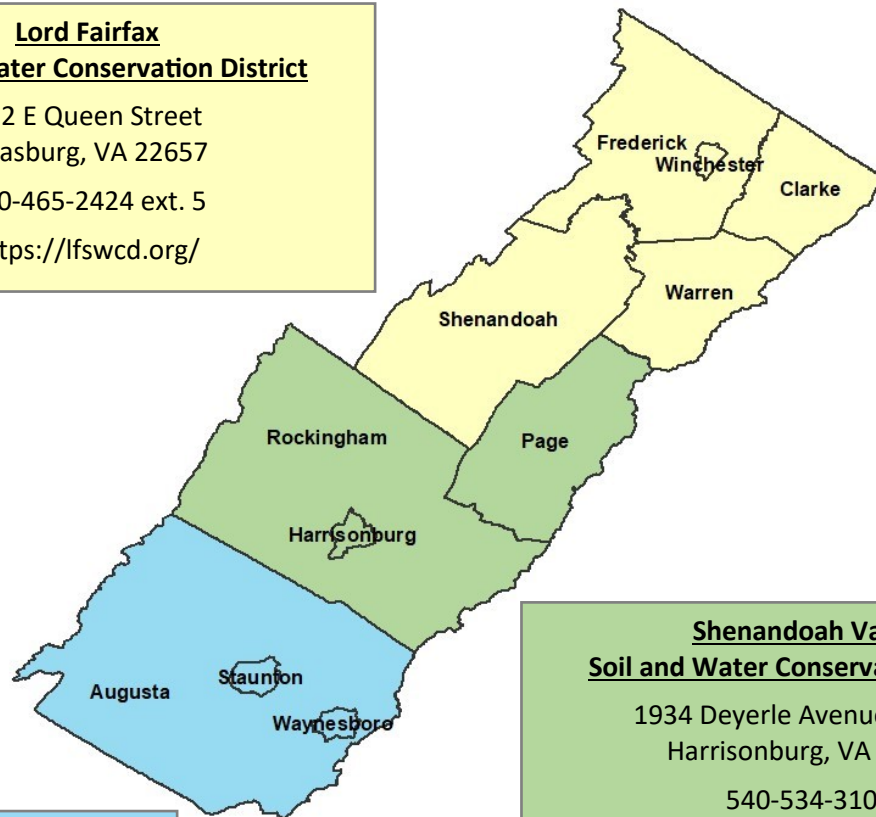 Lord Fairfax
ater Conservation District
2 E Queen Street
asburg, VA 22657
0-465-2424 ext. 5
tps://lfswcd.org/
Frederick
Winchester
Clarke
Warren
Shenandoah
Rockingham
Page
Harrisonburg
Augusta
Staunton
Waynesboro
Shenandoah Va
Soil and Water Conserva
1934 Deyerle Avenu
Harrisonburg, VA
540-534-310